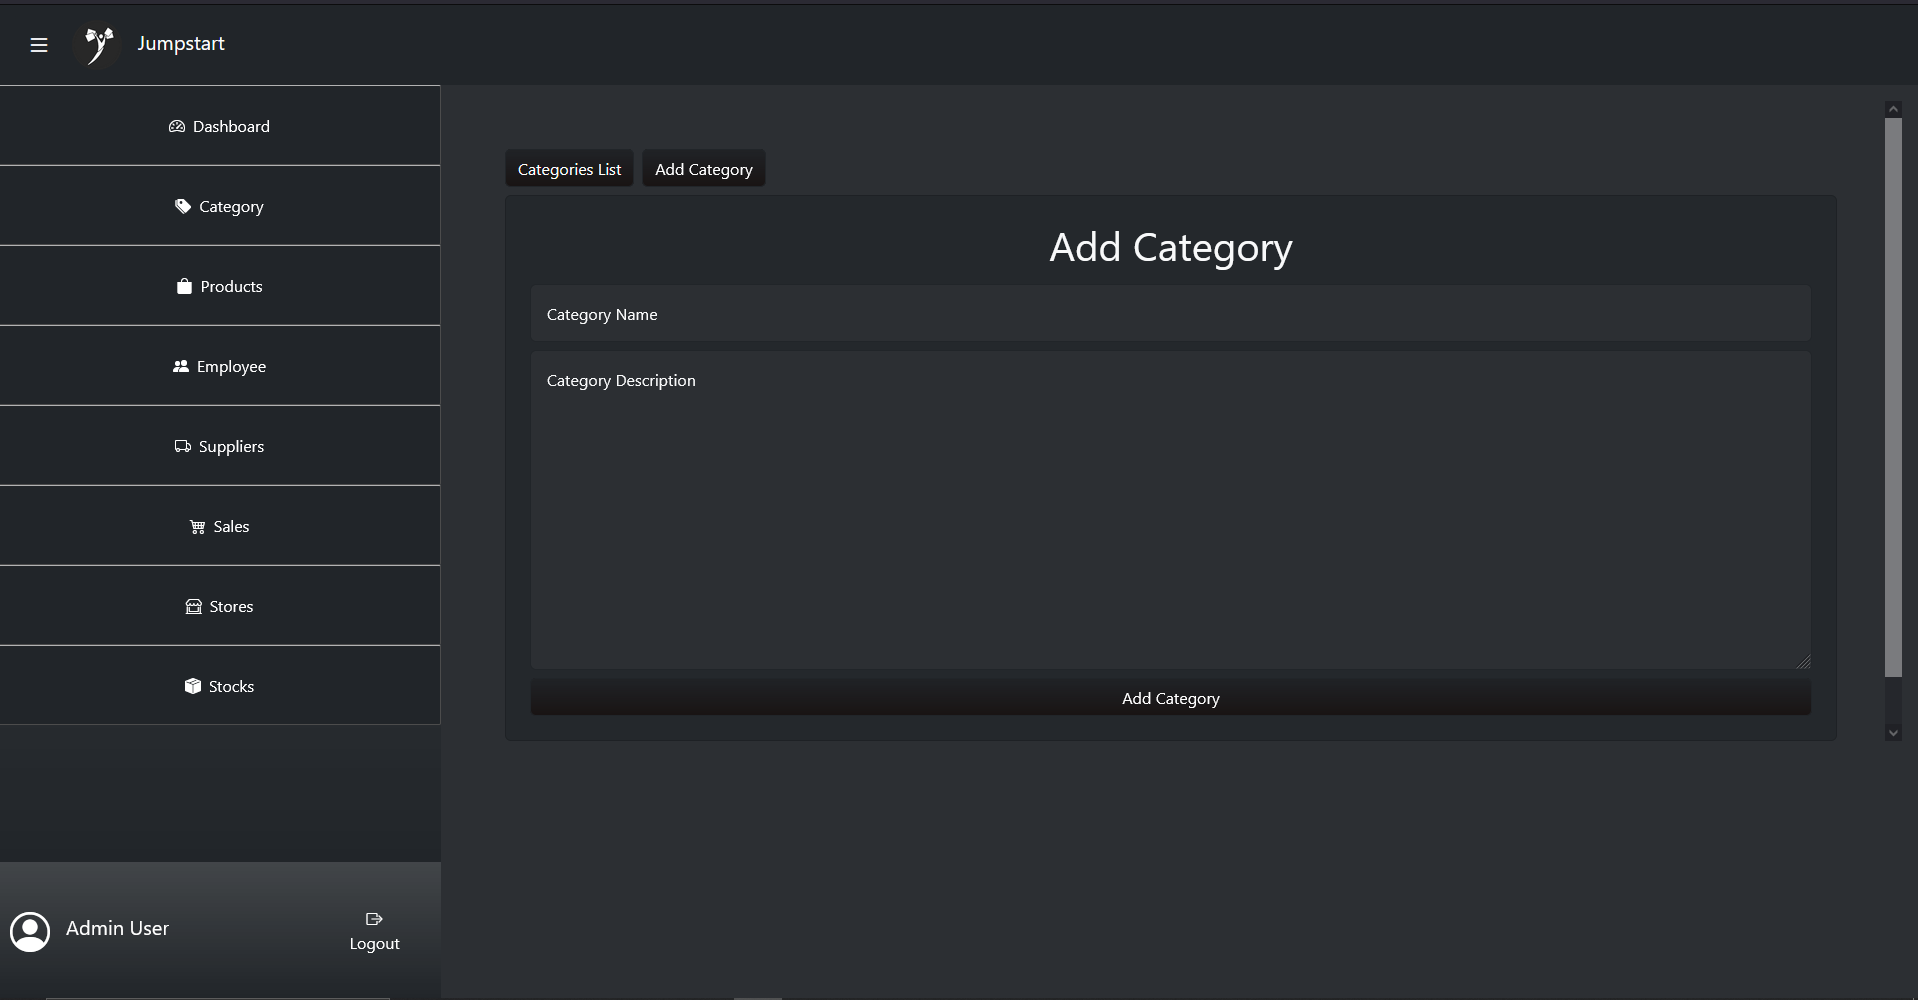 Jumpstart
Dashboard
Category
Products
Employee
Suppliers
Sales
Stores
Stocks
Admin User
Logout
Categories List
Add Category
Add Category
Category Name
Category Description
Add Category